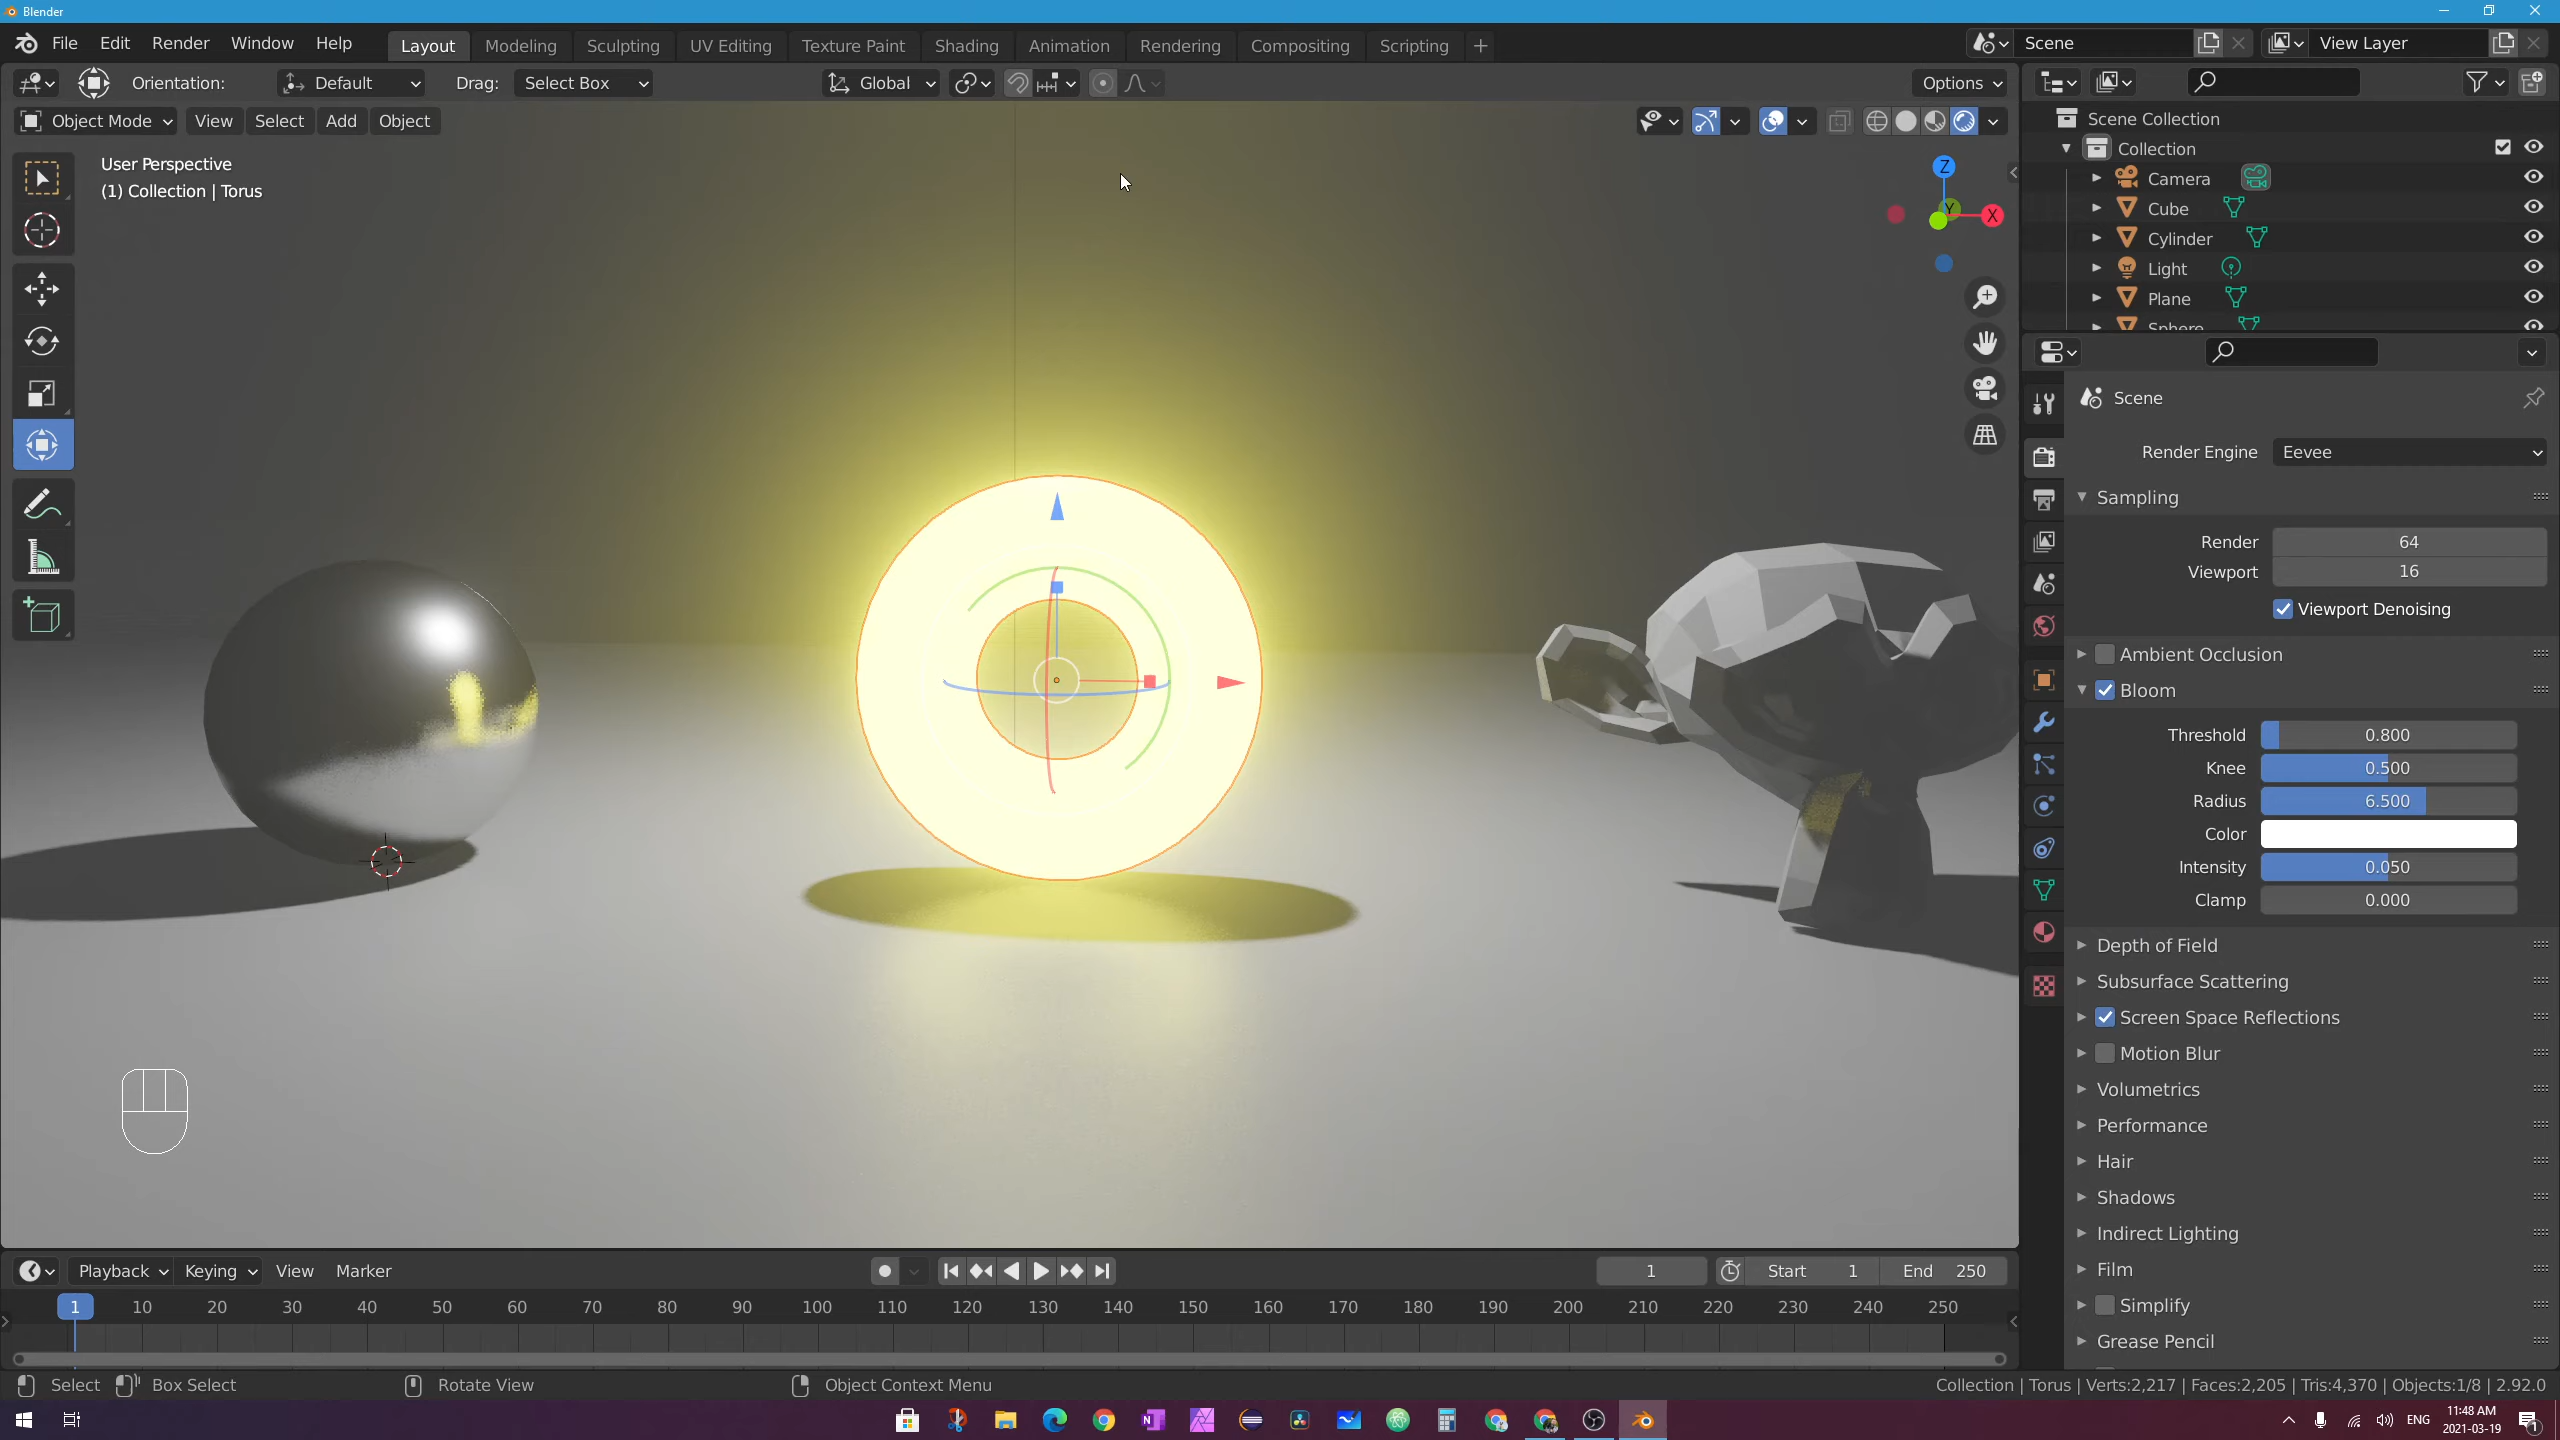 Blender
File Edit Render Window Help Layout Modeling Sculpting UV Editing Texture Paint Shading Animation Rendering Compositing Scripting + Scene View Layer
Orientation: Default Drag: Select Box Global Options
Object Mode View Select Add Object
User Perspective
(1) Collection | Torus
Z
Y
X
Scene Collection
Collection
Camera
Cube
Cylinder
Light
Plane
Sphere
Scene
Render Engine Eevee
Sampling
Render 64
Viewport 16
Viewport Denoising
Ambient Occlusion
Bloom
Threshold 0.800
Knee 0.500
Radius 6.500
Color
Intensity 0.050
Clamp 0.000
Depth of Field
Subsurface Scattering
Screen Space Reflections
Motion Blur
Volumetrics
Performance
Hair
Shadows
Indirect Lighting
Film
Simplify
Grease Pencil
Playback Keying View Marker 1 Start 1 End 250
1 10 20 30 40 50 60 70 80 90 100 110 120 130 140 150 160 170 180 190 200 210 220 230 240 250
Select Box Select Rotate View Object Context Menu Collection | Torus | Verts:2,217 | Faces:2,205 | Tris:4,370 | Objects:1/8 | 2.92.0
ENG
11:48 AM
2021-03-19
1